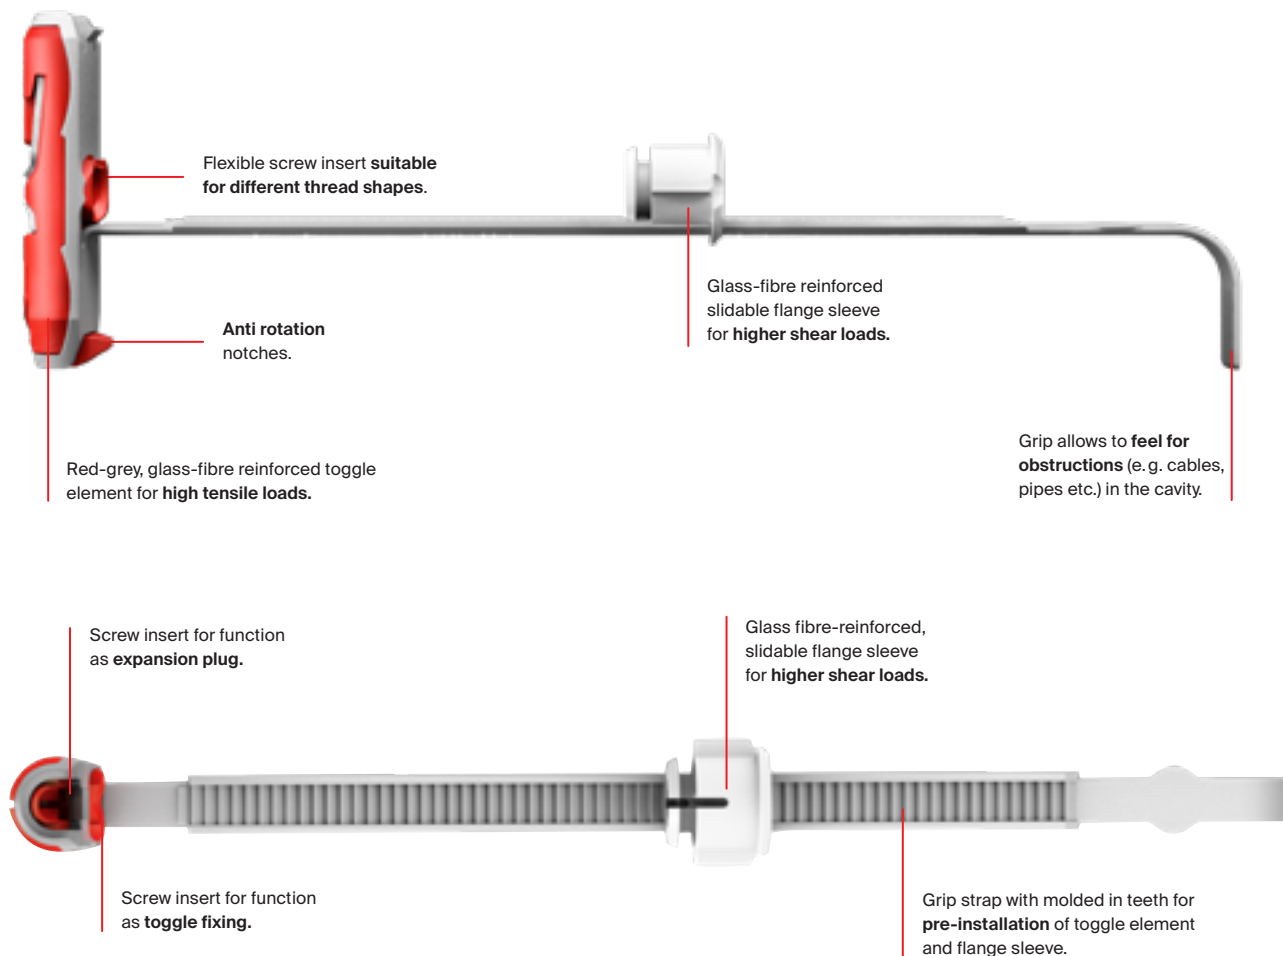 Flexible screw insert suitable
for different thread shapes.
Glass-fibre reinforced
slidable flange sleeve
for higher shear loads.
Anti rotation
notches.
Grip allows to feel for
obstructions (e. g. cables,
pipes etc.) in the cavity.
Red-grey, glass-fibre reinforced toggle
element for high tensile loads.
Screw insert for function
as expansion plug.
Glass fibre-reinforced,
slidable flange sleeve
for higher shear loads.
Screw insert for function
as toggle fixing.
Grip strap with molded in teeth for
pre-installation of toggle element
and flange sleeve.